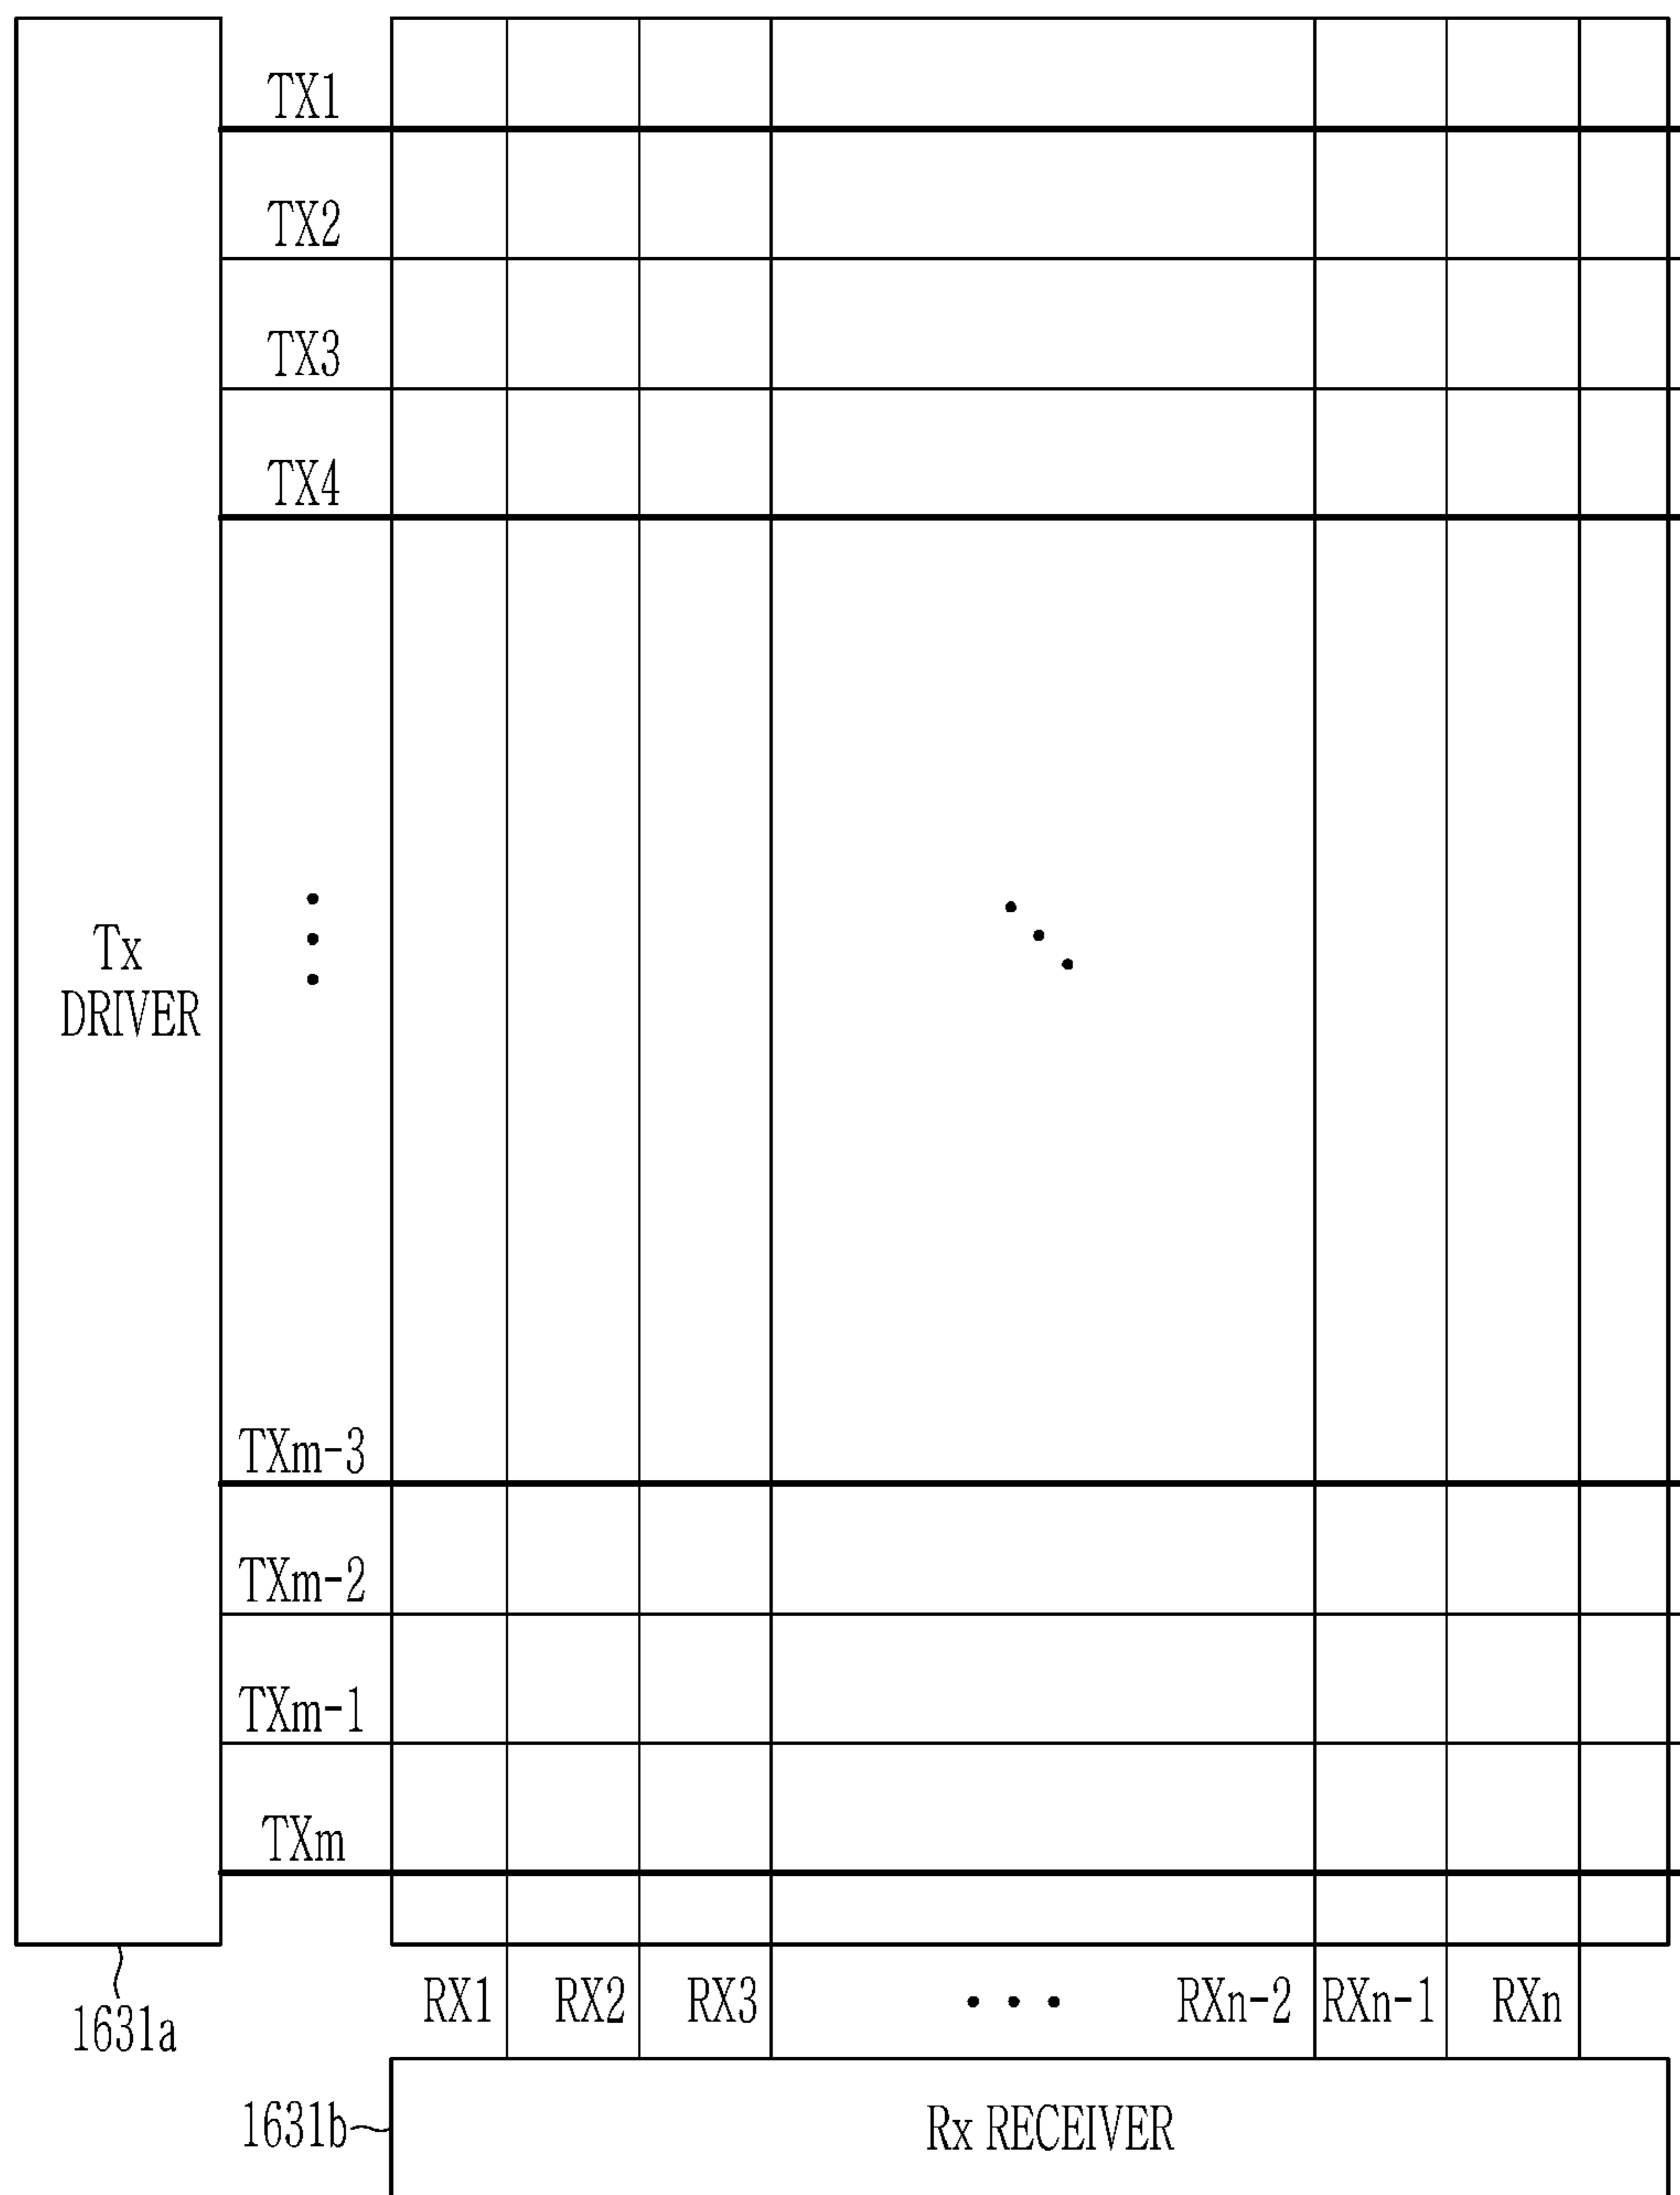 TX1
TX2
TX3
TX4
Tx
DRIVER
TXm-3
TXm-2
TXm-1
TXm
RX1 RX2 RX3 RXn-2 RXn-1 RXn
1631a
1631b
Rx RECEIVER